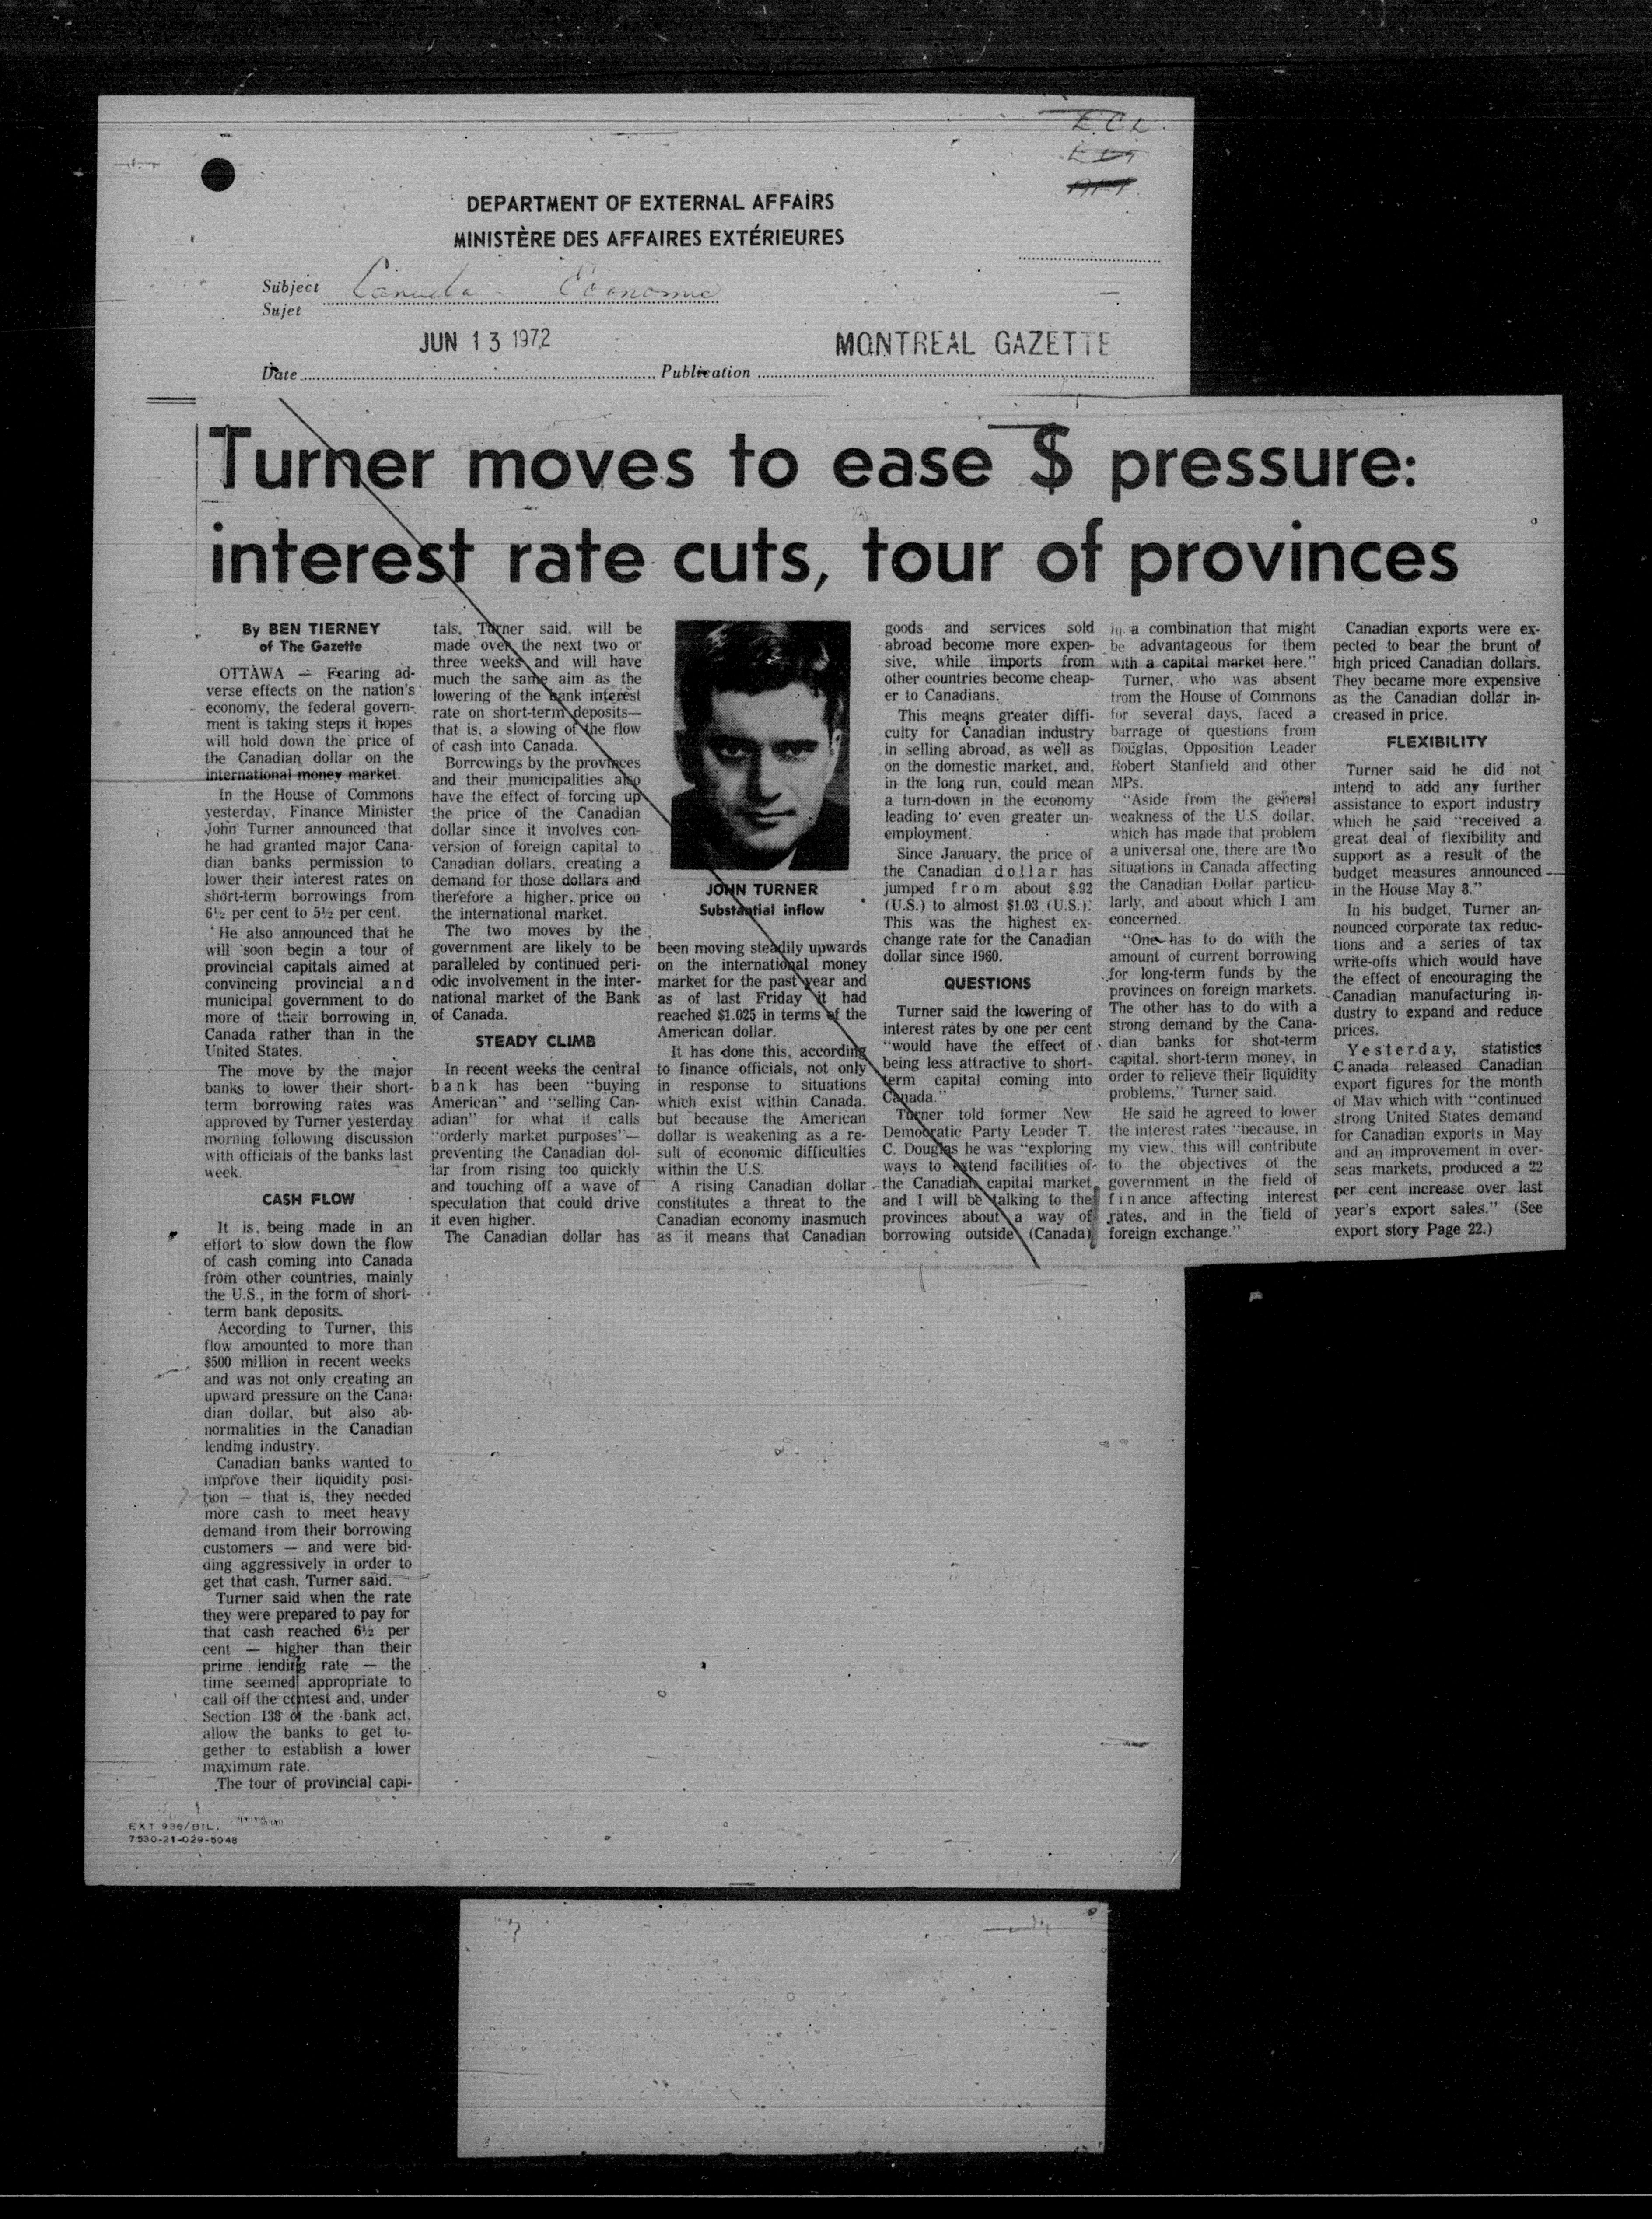 E.C.L.
DEPARTMENT OF EXTERNAL AFFAIRS
MINISTÈRE DES AFFAIRES EXTÉRIEURES
Subject Canada - Economic
Sujet
JUN 13 1972
MONTREAL GAZETTE
Date
Publication
Turner moves to ease $ pressure:
interest rate cuts, tour of provinces
By BEN TIERNEY
of The Gazette
OTTAWA — Fearing ad-
verse effects on the nation's
economy, the federal govern-
ment is taking steps it hopes
will hold down the price of
the Canadian dollar on the
international money market.
In the House of Commons
yesterday, Finance Minister
John Turner announced that
he had granted major Cana-
dian banks permission to
lower their interest rates on
short-term borrowings from
6½ per cent to 5½ per cent.
He also announced that he
will soon begin a tour of
provincial capitals aimed at
convincing provincial and
municipal government to do
more of their borrowing in
Canada rather than in the
United States.
The move by the major
banks to lower their short-
term borrowing rates was
approved by Turner yesterday
morning following discussion
with officials of the banks last
week.
CASH FLOW
It is being made in an
effort to slow down the flow
of cash coming into Canada
from other countries, mainly
the U.S., in the form of short-
term bank deposits.
According to Turner, this
flow amounted to more than
$500 million in recent weeks
and was not only creating an
upward pressure on the Cana-
dian dollar, but also ab-
normalities in the Canadian
lending industry.
Canadian banks wanted to
improve their liquidity posi-
tion — that is, they needed
more cash to meet heavy
demand from their borrowing
customers — and were bid-
ding aggressively in order to
get that cash, Turner said.
Turner said when the rate
they were prepared to pay for
that cash reached 6½ per
cent — higher than their
prime lending rate — the
time seemed appropriate to
call off the contest and, under
Section 138 of the bank act,
allow the banks to get to-
gether to establish a lower
maximum rate.
The tour of provincial capi-
tals, Turner said, will be
made over the next two or
three weeks and will have
much the same aim as the
lowering of the bank interest
rate on short-term deposits—
that is, a slowing of the flow
of cash into Canada.
Borrowings by the provinces
and their municipalities also
have the effect of forcing up
the price of the Canadian
dollar since it involves con-
version of foreign capital to
Canadian dollars, creating a
demand for those dollars and
therefore a higher price on
the international market.
The two moves by the
government are likely to be
paralleled by continued peri-
odic involvement in the inter-
national market of the Bank
of Canada.
STEADY CLIMB
In recent weeks the central
bank has been "buying
American" and "selling Can-
adian" for what it calls
"orderly market purposes"—
preventing the Canadian dol-
lar from rising too quickly
and touching off a wave of
speculation that could drive
it even higher.
The Canadian dollar has
JOHN TURNER
Substantial inflow
been moving steadily upwards
on the international money
market for the past year and
as of last Friday it had
reached $1.025 in terms of the
American dollar.
It has done this, according
to finance officials, not only
in response to situations
which exist within Canada,
but because the American
dollar is weakening as a re-
sult of economic difficulties
within the U.S.
A rising Canadian dollar
constitutes a threat to the
Canadian economy inasmuch
as it means that Canadian
goods and services sold
abroad become more expen-
sive, while imports from
other countries become cheap-
er to Canadians.
This means greater diffi-
culty for Canadian industry
in selling abroad, as well as
on the domestic market, and,
in the long run, could mean
a turn-down in the economy
leading to even greater un-
employment.
Since January, the price of
the Canadian dollar has
jumped from about $.92
(U.S.) to almost $1.03 (U.S.).
This was the highest ex-
change rate for the Canadian
dollar since 1960.
QUESTIONS
Turner said the lowering of
interest rates by one per cent
"would have the effect of
being less attractive to short-
term capital coming into
Canada."
Turner told former New
Democratic Party Leader T.
C. Douglas he was "exploring
ways to extend facilities of
the Canadian capital market
and I will be talking to the
provinces about a way of
borrowing outside (Canada)
in a combination that might
be advantageous for them
with a capital market here."
Turner, who was absent
from the House of Commons
for several days, faced a
barrage of questions from
Douglas, Opposition Leader
Robert Stanfield and other
MPs.
"Aside from the general
weakness of the U.S. dollar,
which has made that problem
a universal one, there are two
situations in Canada affecting
the Canadian Dollar particu-
larly, and about which I am
concerned.
"One has to do with the
amount of current borrowing
for long-term funds by the
provinces on foreign markets.
The other has to do with a
strong demand by the Cana-
dian banks for shot-term
capital, short-term money, in
order to relieve their liquidity
problems," Turner said.
He said he agreed to lower
the interest rates "because, in
my view, this will contribute
to the objectives of the
government in the field of
finance affecting interest
rates, and in the field of
foreign exchange."
Canadian exports were ex-
pected to bear the brunt of
high priced Canadian dollars.
They became more expensive
as the Canadian dollar in-
creased in price.
FLEXIBILITY
Turner said he did not
intend to add any further
assistance to export industry
which he said "received a
great deal of flexibility and
support as a result of the
budget measures announced
in the House May 8."
In his budget, Turner an-
nounced corporate tax reduc-
tions and a series of tax
write-offs which would have
the effect of encouraging the
Canadian manufacturing in-
dustry to expand and reduce
prices.
Yesterday, statistics
Canada released Canadian
export figures for the month
of May which with "continued
strong United States demand
for Canadian exports in May
and an improvement in over-
seas markets, produced a 22
per cent increase over last
year's export sales." (See
export story Page 22.)
EXT 936/BIL.
7530-21-029-5048